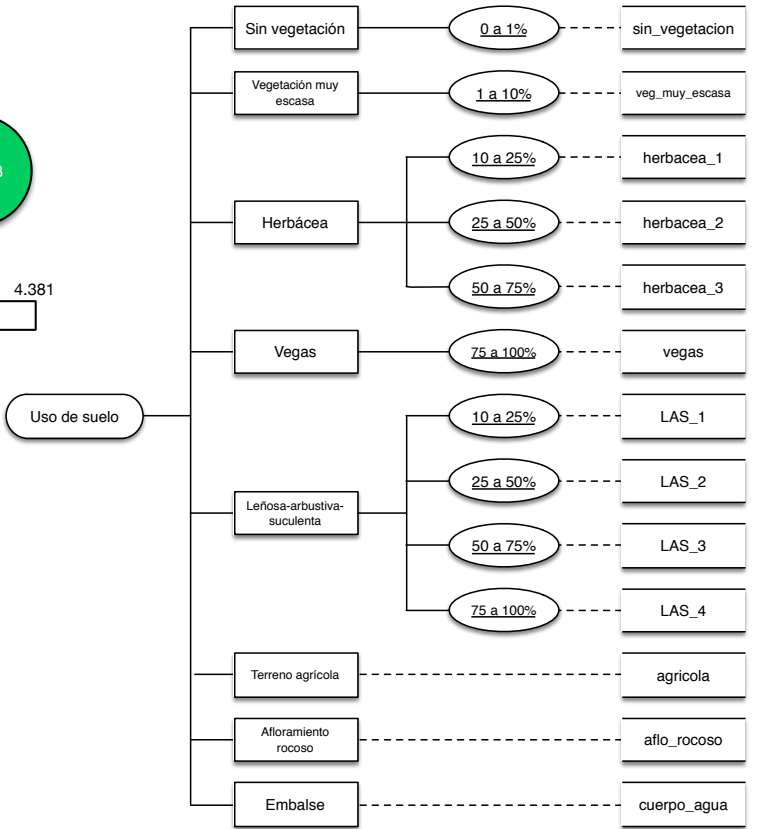 Sin vegetación
0 a 1%
sin_vegetacion
Vegetación muy
escasa
1 a 10%
veg_muy_escasa
Herbácea
10 a 25%
herbacea_1
25 a 50%
herbacea_2
50 a 75%
herbacea_3
4.381
Vegas
75 a 100%
vegas
Uso de suelo
Leñosa-arbustiva-
suculenta
10 a 25%
LAS_1
25 a 50%
LAS_2
50 a 75%
LAS_3
75 a 100%
LAS_4
Terreno agrícola
agricola
Afloramiento
rocoso
aflo_rocoso
Embalse
cuerpo_agua